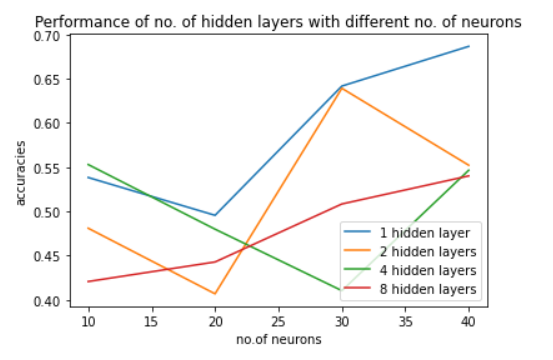 Performance of no. of hidden layers with different no. of neurons
0.70
0.65
0.60
0.55
0.50
0.45
0.40
accuracies
10
15
20
25
30
35
40
no.of neurons
1 hidden layer
2 hidden layers
4 hidden layers
8 hidden layers